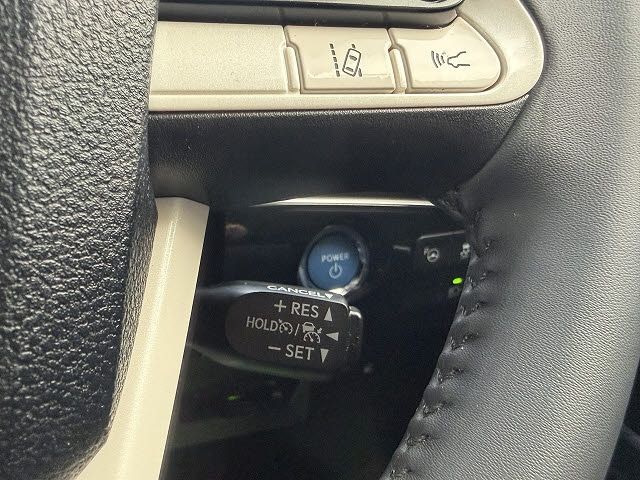 POWER
CANCEL
+ RES ▲
HOLD / ◄
− SET ▼